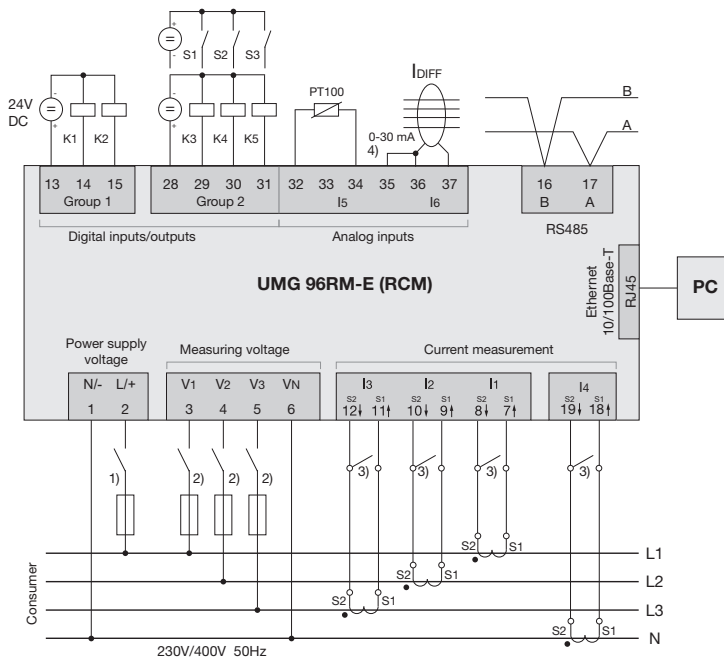 S1 S2 S3
IDIFF
24V
DC
K1 K2
K3 K4 K5
PT100
0-30 mA
4)
B
A
13 14 15
Group 1
28 29 30 31
Group 2
32 33 34 35 36 37
I5 I6
16 17
B A
RS485
Digital inputs/outputs
Analog inputs
UMG 96RM-E (RCM)
Ethernet
10/100Base-T
RJ45
PC
Power supply
voltage
Measuring voltage
Current measurement
N/- L/+
1 2
V1 V2 V3 VN
3 4 5 6
I3 I2 I1
S2 S1 S2 S1 S2 S1
12 11 10 9 8 7
I4
S2 S1
19 18
1) 2) 2) 2)
3) 3) 3) 3)
Consumer
S2 S1
L1
S2 S1
L2
S2 S1
L3
S2 S1
N
230V/400V 50Hz